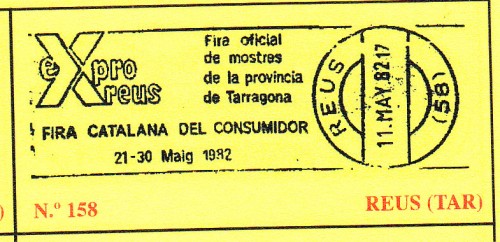 eXpro
reus
Fira oficial
de mostres
de la provincia
de Tarragona
FIRA CATALANA DEL CONSUMIDOR
21-30 Maig 1982
REUS
11.MAY.82 17
(58)
)
N.º 158
REUS (TAR)